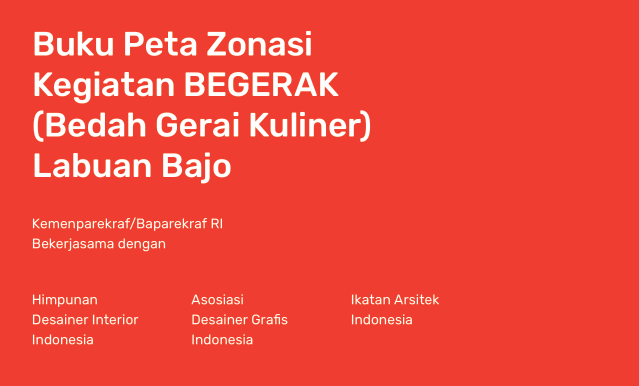 Buku Peta Zonasi
Kegiatan BEGERAK
(Bedah Gerai Kuliner)
Labuan Bajo
Kemenparekraf/Baparekraf RI
Bekerjasama dengan
Himpunan
Desainer Interior
Indonesia
Asosiasi
Desainer Grafis
Indonesia
Ikatan Arsitek
Indonesia